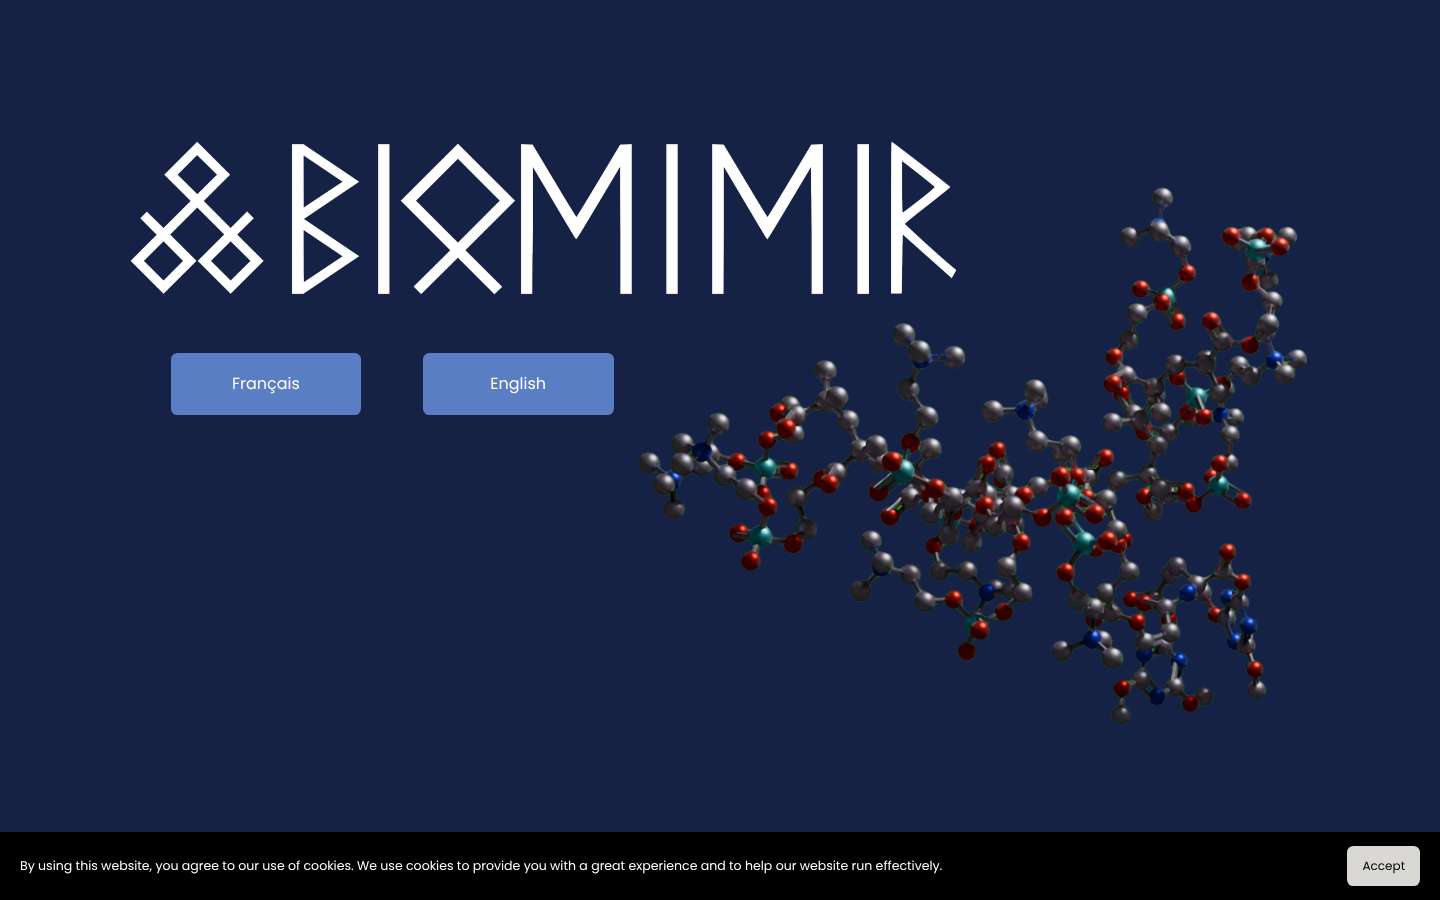 BIOMIMIR
Français English
By using this website, you agree to our use of cookies. We use cookies to provide you with a great experience and to help our website run effectively. Accept